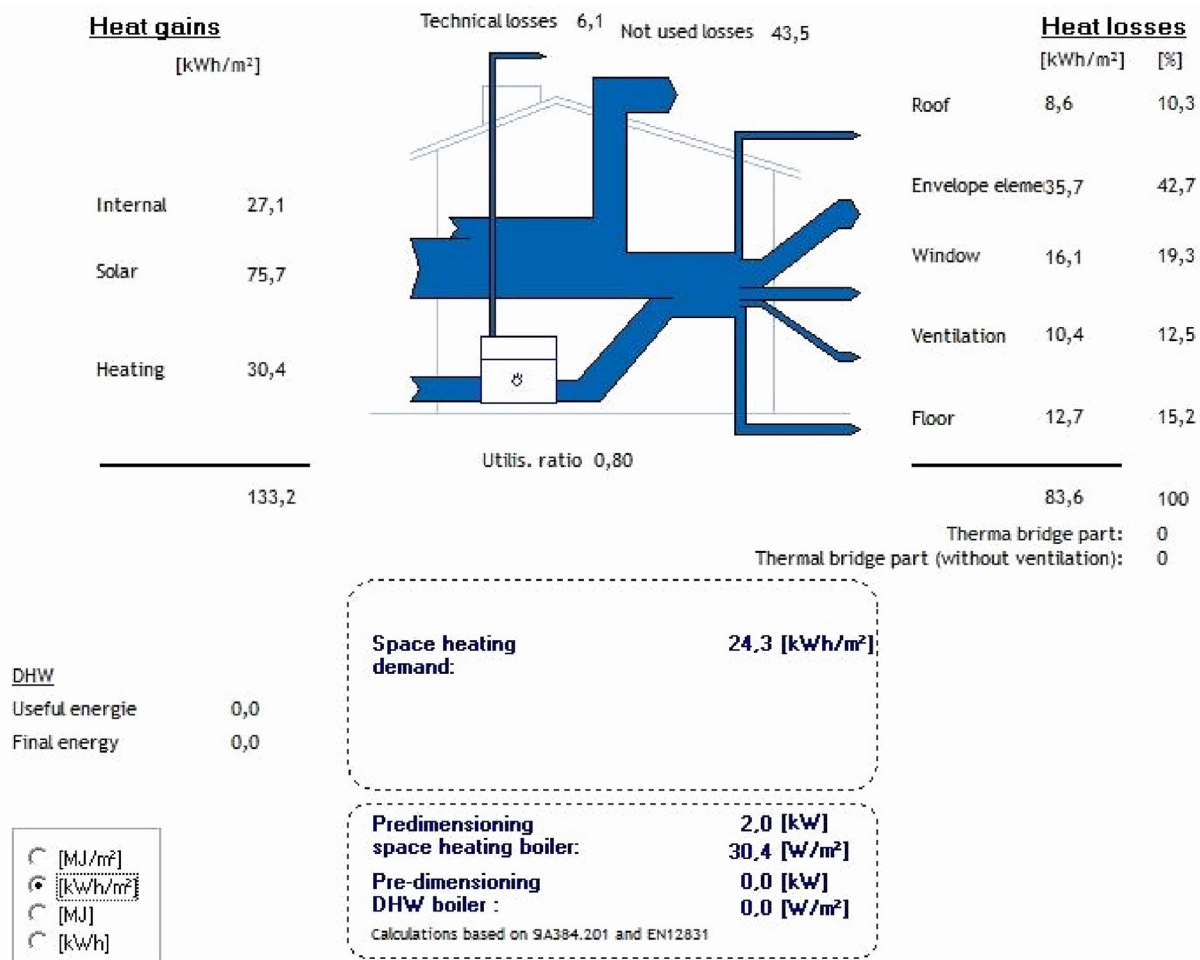 Heat gains
[kWh/m²]
Technical losses 6,1
Not used losses 43,5
Heat losses
[kWh/m²] [%]
Roof 8,6 10,3
Internal 27,1
Envelope eleme 35,7 42,7
Solar 75,7
Window 16,1 19,3
Heating 30,4
Ventilation 10,4 12,5
Floor 12,7 15,2
Utilis. ratio 0,80
133,2
83,6 100
Therma bridge part: 0
Thermal bridge part (without ventilation): 0
Space heating 24,3 [kWh/m²]
demand:
DHW
Useful energie 0,0
Final energy 0,0
Predimensioning 2,0 [kW]
space heating boiler: 30,4 [W/m²]
Pre-dimensioning 0,0 [kW]
DHW boiler : 0,0 [W/m²]
Calculations based on SIA384.201 and EN12831
[MJ/m²]
[kWh/m²]
[MJ]
[kWh]